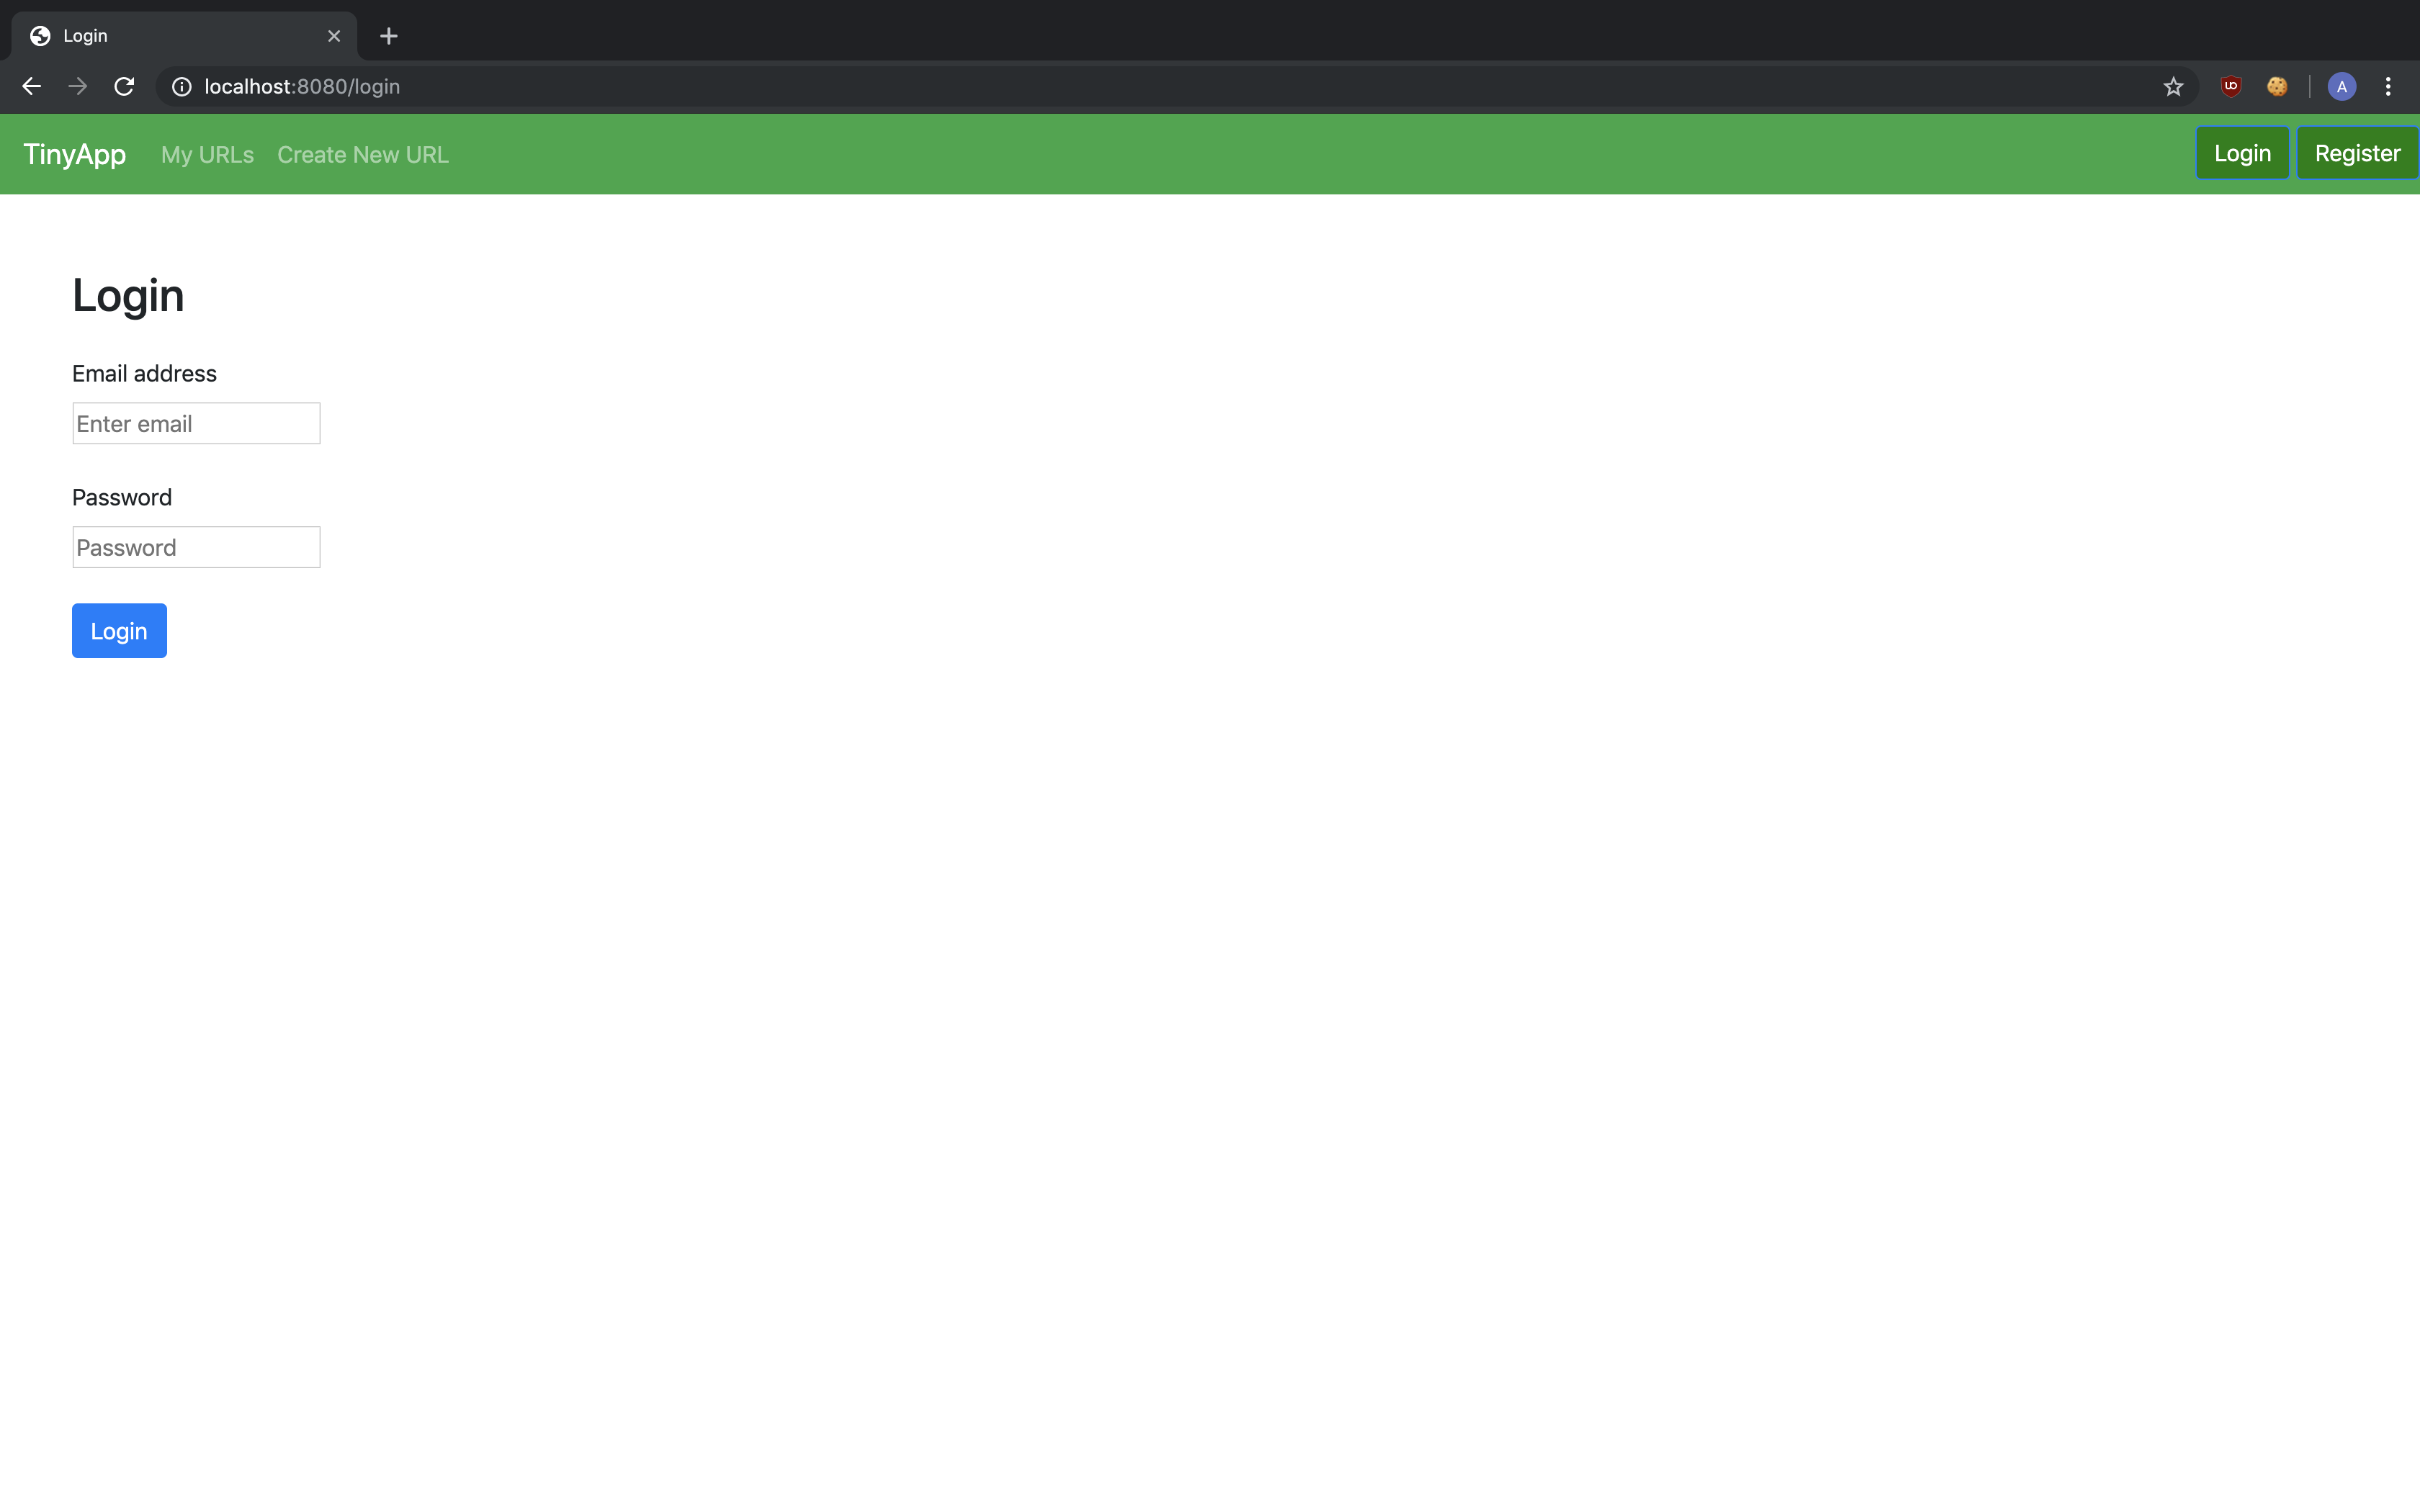 Login
localhost:8080/login
A
TinyApp My URLs Create New URL Login Register
Login
Email address
Enter email
Password
Password
Login